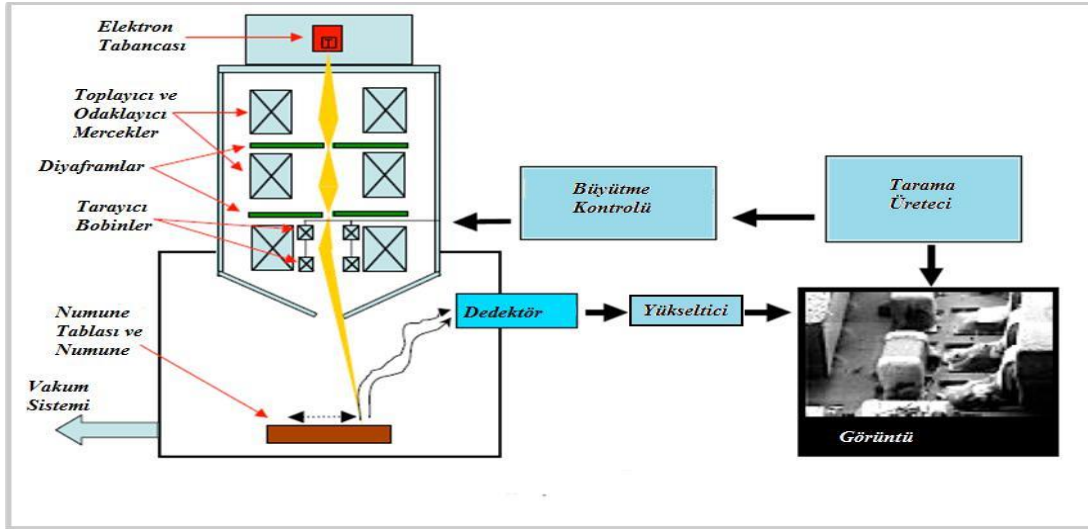 Elektron
Tabancası
T
Toplayıcı ve
Odaklayıcı
Mercekler
Diyaframlar
Tarayıcı
Bobinler
Büyütme
Kontrolü
Tarama
Üreteci
Numune
Tablası ve
Numune
Dedektör
Yükseltici
Vakum
Sistemi
Görüntü